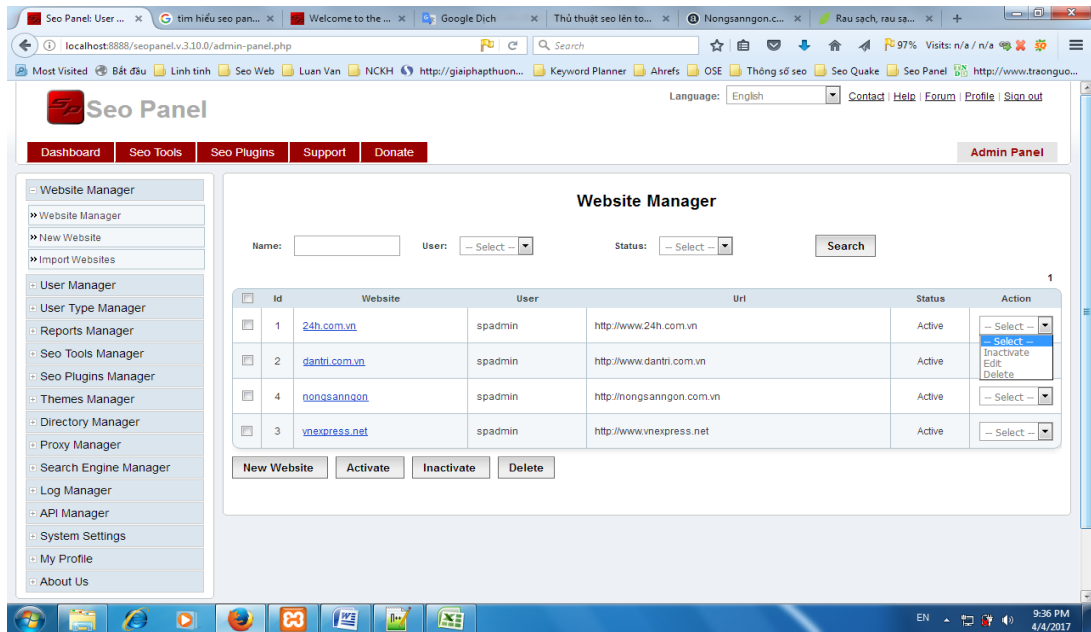 Seo Panel: User ... × tìm hiểu seo pan... × Welcome to the ... × Google Dịch × Thủ thuật seo lên to... × Nongsanngon.c... × Rau sạch, rau sạ... × +
localhost:8888/seopanel.v.3.10.0/admin-panel.php Search 97% Visits: n/a / n/a
Most Visited Bắt đầu Linh tinh Seo Web Luan Van NCKH http://giaiphapthuon... Keyword Planner Ahrefs OSE Thông số seo Seo Quake Seo Panel http://www.traonguo...
Seo Panel
Language: English Contact | Help | Forum | Profile | Sign out
Dashboard Seo Tools Seo Plugins Support Donate Admin Panel
Website Manager
» Website Manager
» New Website
» Import Websites
User Manager
User Type Manager
Reports Manager
Seo Tools Manager
Seo Plugins Manager
Themes Manager
Directory Manager
Proxy Manager
Search Engine Manager
Log Manager
API Manager
System Settings
My Profile
About Us
Website Manager
Name: User: -- Select -- Status: -- Select -- Search
1
Id Website User Url Status Action
1 24h.com.vn spadmin http://www.24h.com.vn Active -- Select --
-- Select --
Inactivate
Edit
Delete
2 dantri.com.vn spadmin http://www.dantri.com.vn Active
4 nongsanngon spadmin http://nongsanngon.com.vn Active -- Select --
3 vnexpress.net spadmin http://www.vnexpress.net Active -- Select --
New Website Activate Inactivate Delete
EN 9:36 PM
4/4/2017